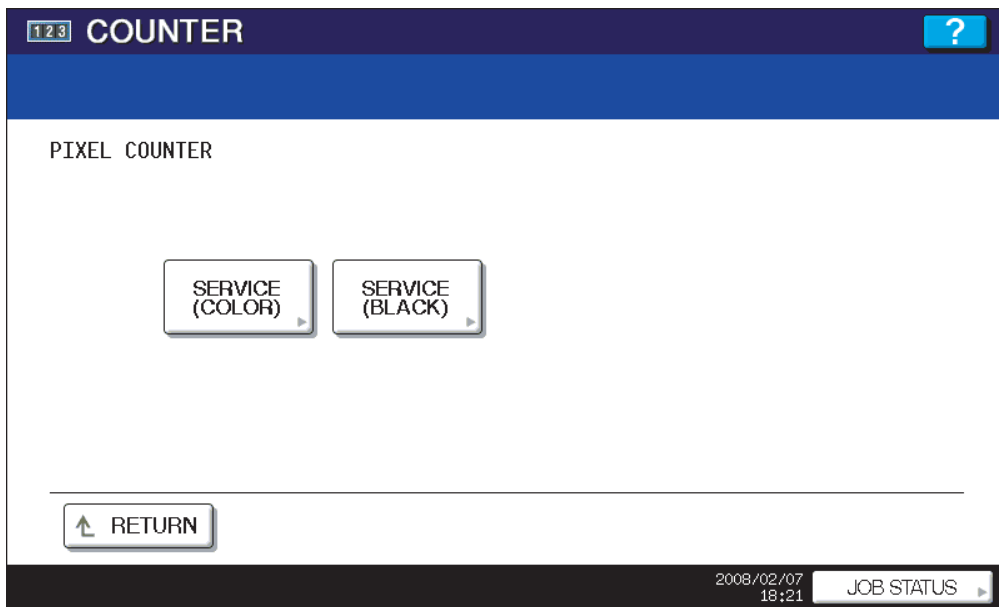 123 COUNTER ?
PIXEL COUNTER
SERVICE
(COLOR)
SERVICE
(BLACK)
RETURN
2008/02/07
18:21
JOB STATUS